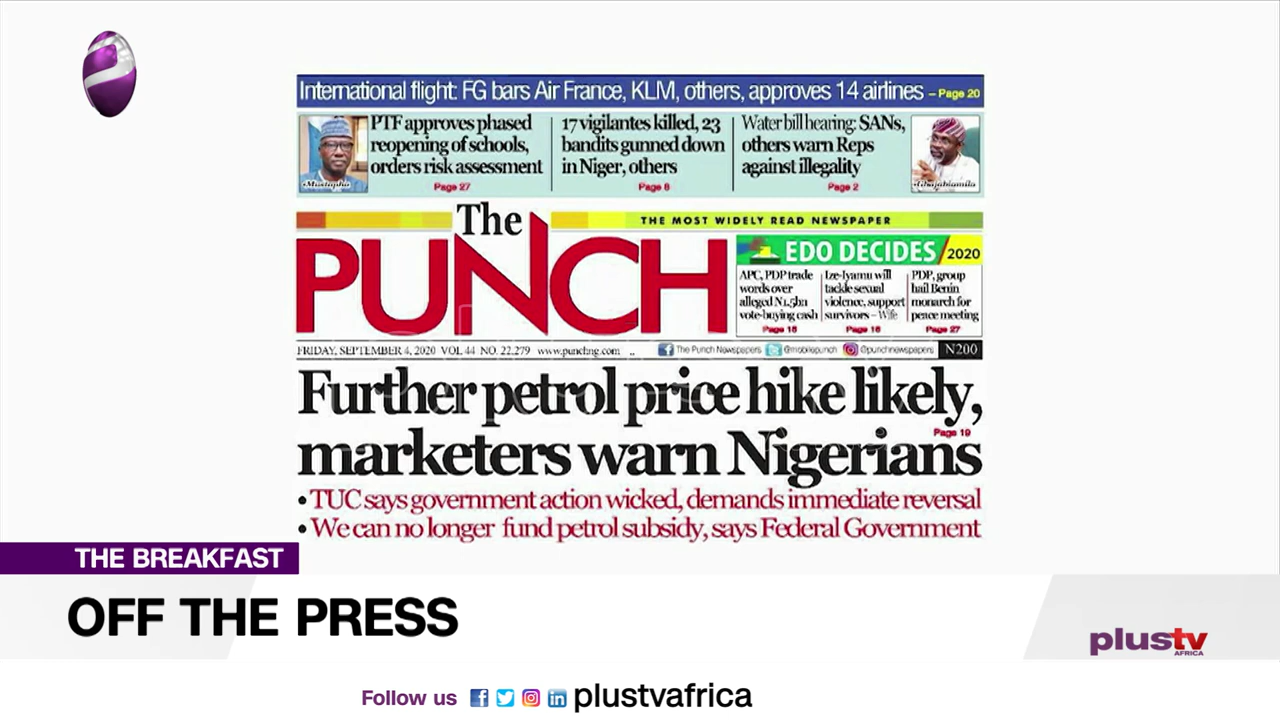 International flight: FG bars Air France, KLM, others, approves 14 airlines – Page 20
PTF approves phased
reopening of schools,
orders risk assessment
Page 27
Mustapha
17 vigilantes killed, 23
bandits gunned down
in Niger, others
Page 8
Water bill hearing: SANs,
others warn Reps
against illegality
Page 2
Gbajabiamila
The
PUNCH
THE MOST WIDELY READ NEWSPAPER
EDO DECIDES 2020
APC, PDP trade
words over
alleged N1.5bn
vote-buying cash
Page 18
Ize-Iyamu will
tackle sexual
violence, support
survivors – Wife
Page 16
PDP, group
hail Benin
monarch for
peace meeting
Page 27
FRIDAY, SEPTEMBER 4, 2020 VOL 44 NO. 22,279 www.punchng.com The Punch Newspapers @mobilepunch @punchnewspapers N200
Further petrol price hike likely,
marketers warn Nigerians
Page 19
• TUC says government action wicked, demands immediate reversal
• We can no longer fund petrol subsidy, says Federal Government
THE BREAKFAST
OFF THE PRESS
plustv
AFRICA
Follow us plustvafrica